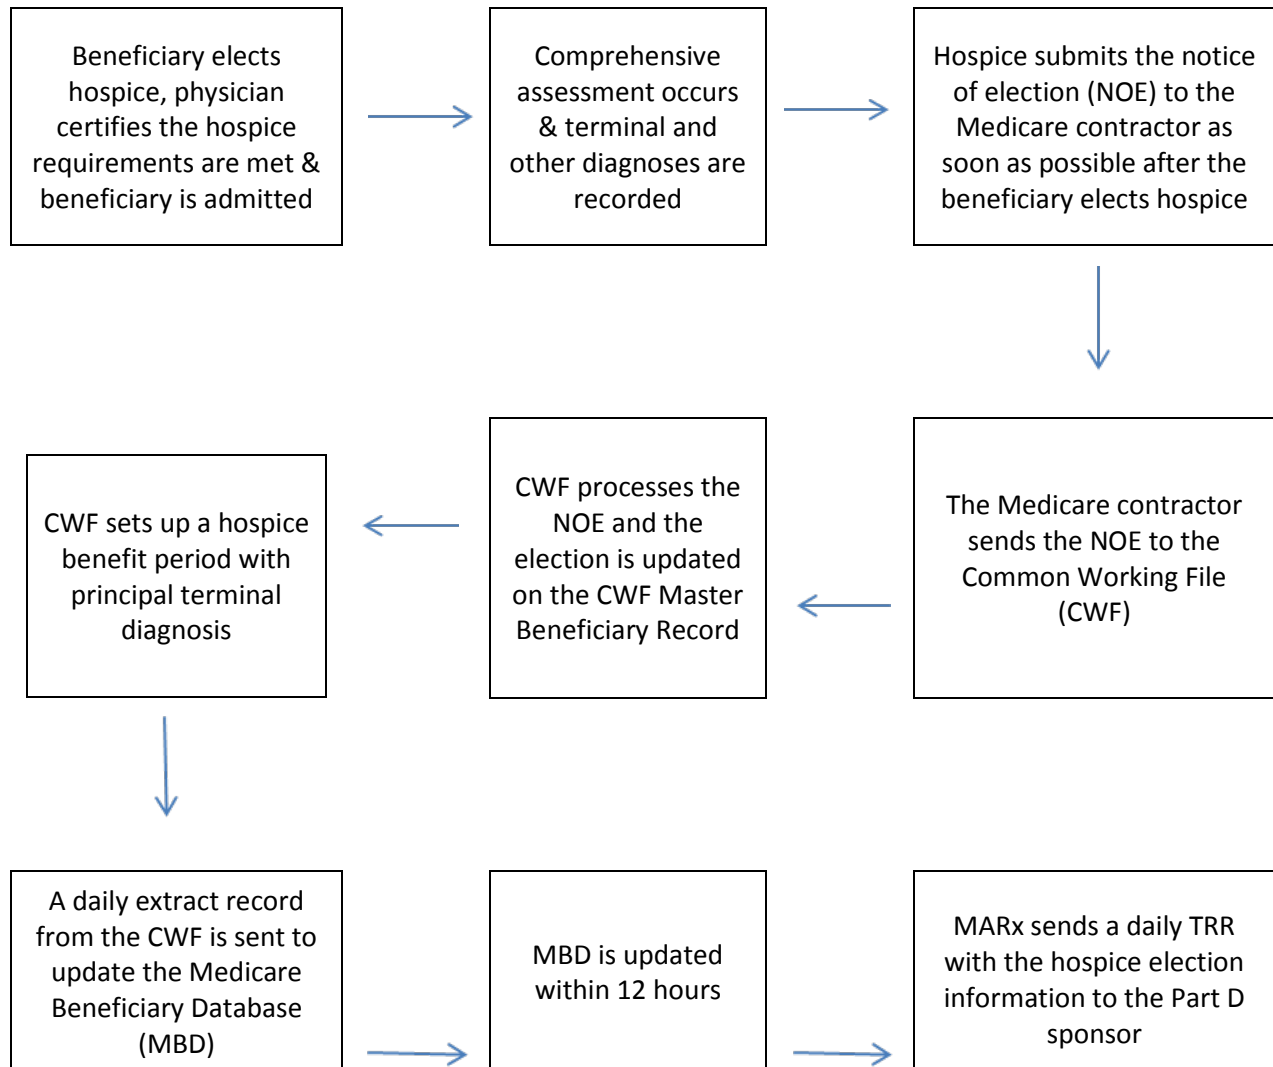 Beneficiary elects
hospice, physician
certifies the hospice
requirements are met &
beneficiary is admitted
Comprehensive
assessment occurs
& terminal and
other diagnoses are
recorded
Hospice submits the notice
of election (NOE) to the
Medicare contractor as
soon as possible after the
beneficiary elects hospice
The Medicare contractor
sends the NOE to the
Common Working File
(CWF)
CWF processes the
NOE and the
election is updated
on the CWF Master
Beneficiary Record
CWF sets up a hospice
benefit period with
principal terminal
diagnosis
A daily extract record
from the CWF is sent to
update the Medicare
Beneficiary Database
(MBD)
MBD is updated
within 12 hours
MARx sends a daily TRR
with the hospice election
information to the Part D
sponsor